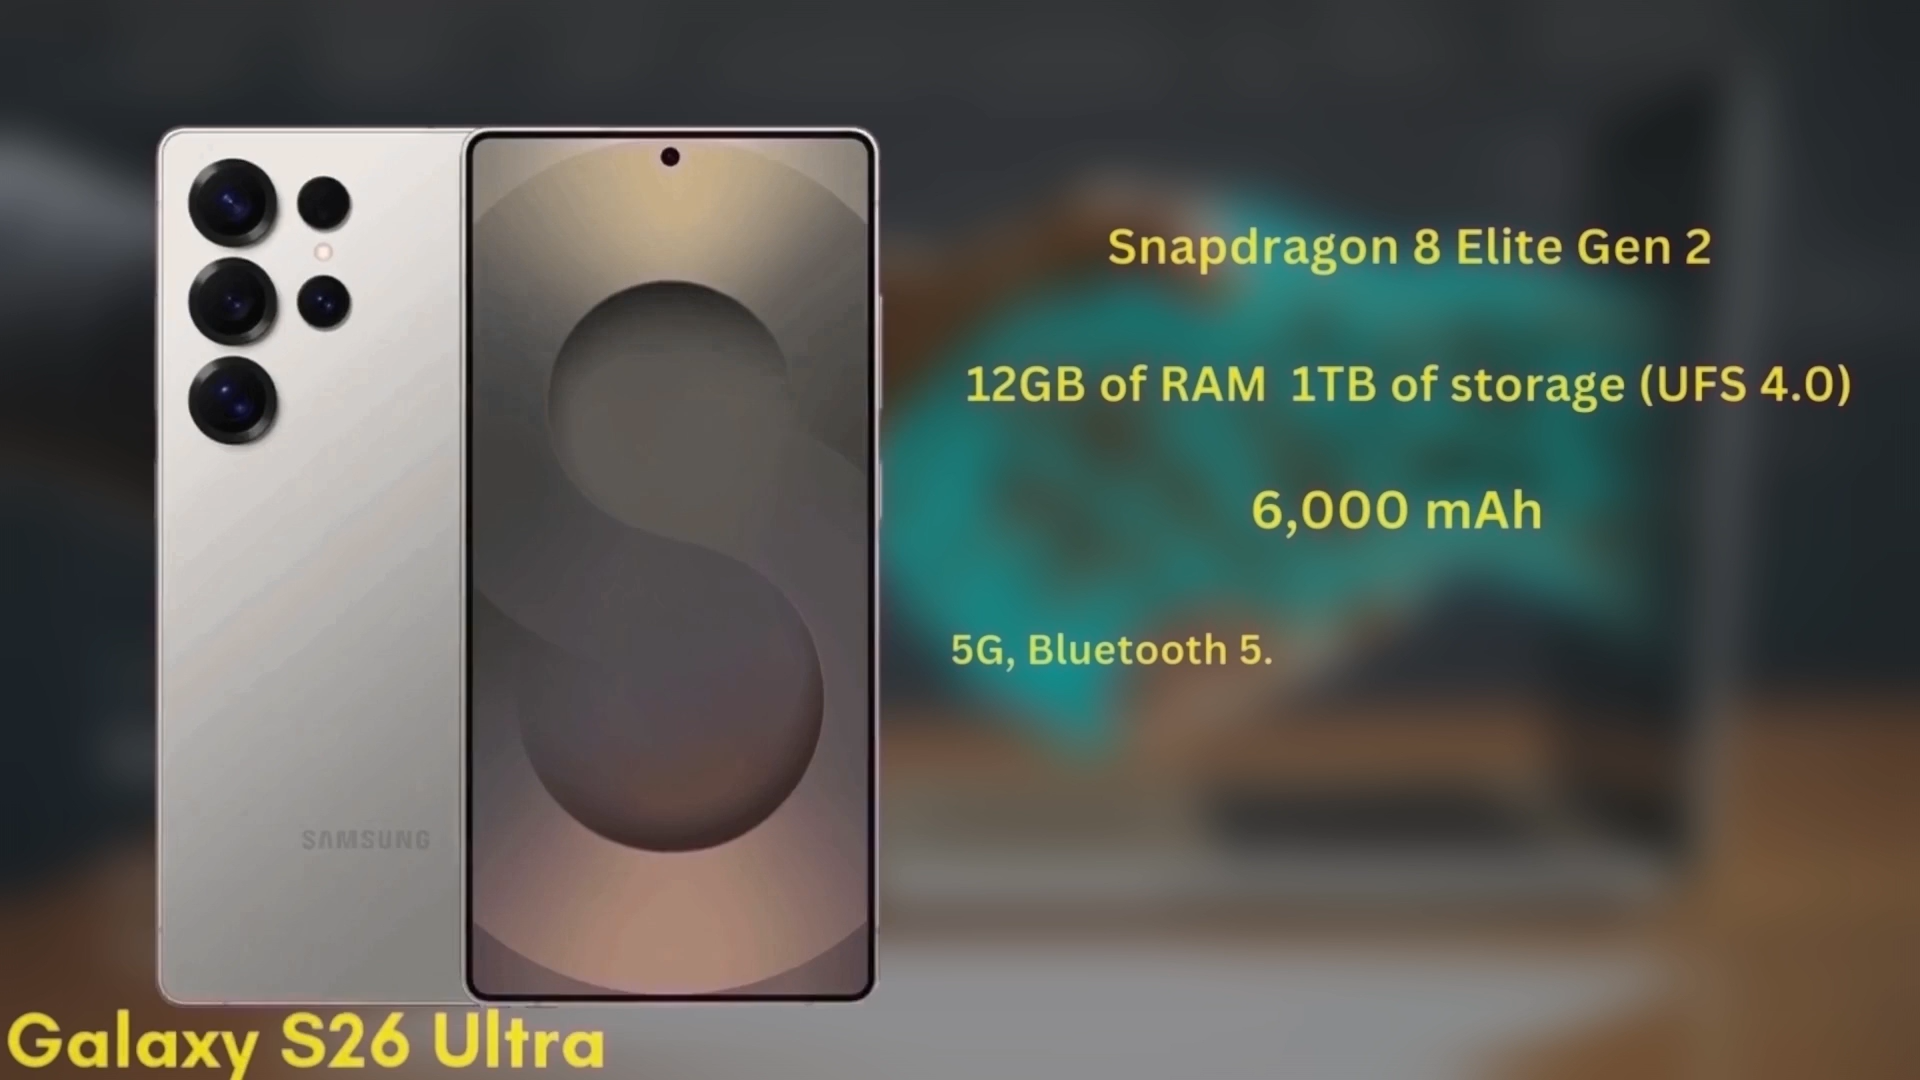 SAMSUNG
Snapdragon 8 Elite Gen 2
12GB of RAM 1TB of storage (UFS 4.0)
6,000 mAh
5G, Bluetooth 5.
Galaxy S26 Ultra